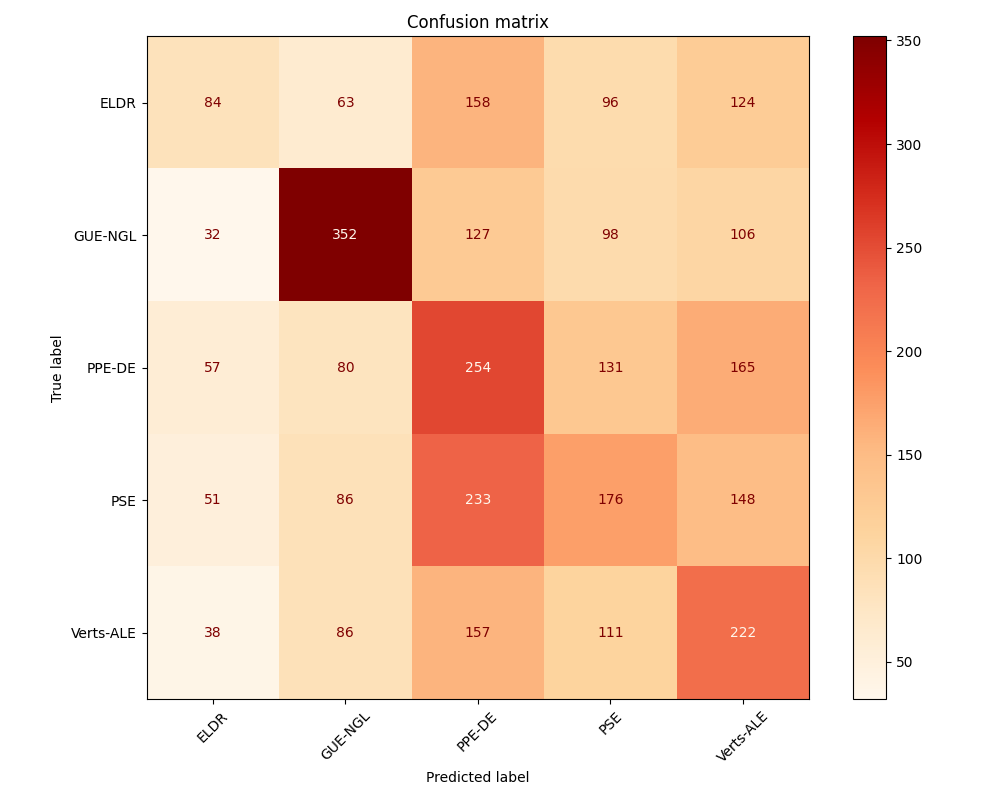 Confusion matrix
ELDR 84 63 158 96 124
GUE-NGL 32 352 127 98 106
PPE-DE 57 80 254 131 165
PSE 51 86 233 176 148
Verts-ALE 38 86 157 111 222
True label
ELDR GUE-NGL PPE-DE PSE Verts-ALE
Predicted label
350
300
250
200
150
100
50